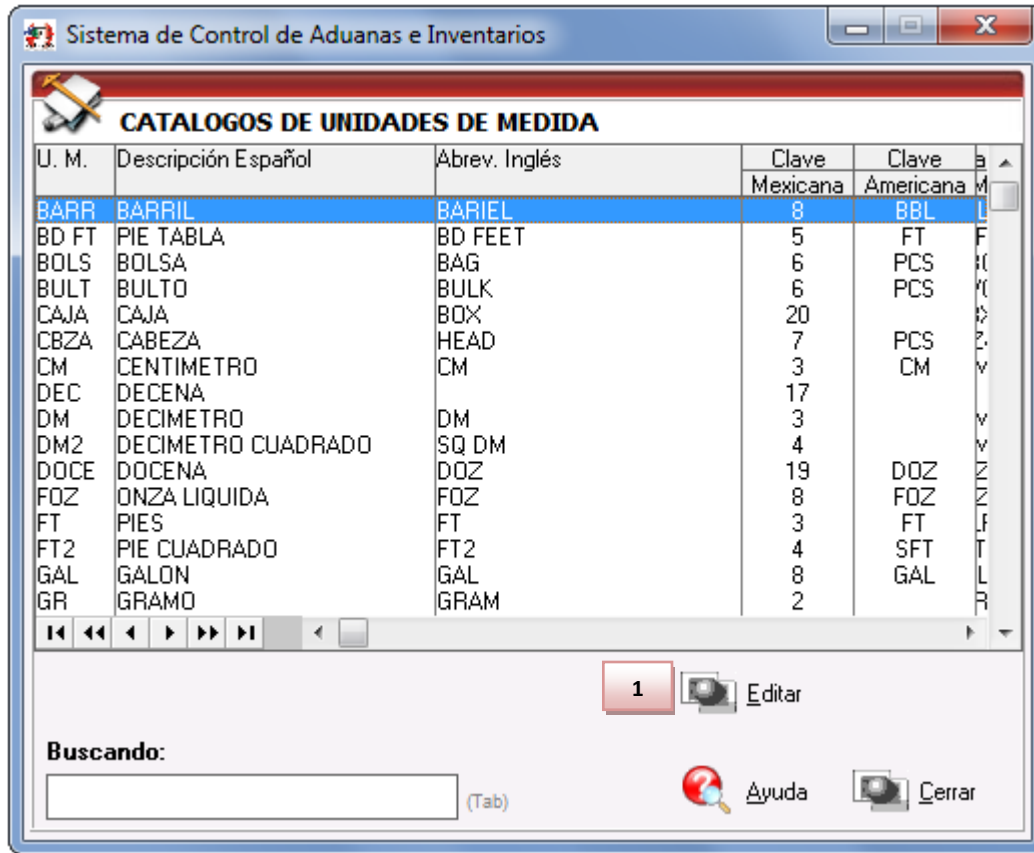 Sistema de Control de Aduanas e Inventarios
CATALOGOS DE UNIDADES DE MEDIDA
U. M. Descripción Español Abrev. Inglés Clave Clave
Mexicana Americana
BARR BARRIL BARIEL 8 BBL
BD FT PIE TABLA BD FEET 5 FT
BOLS BOLSA BAG 6 PCS
BULT BULTO BULK 6 PCS
CAJA CAJA BOX 20
CBZA CABEZA HEAD 7 PCS
CM CENTIMETRO CM 3 CM
DEC DECENA 17
DM DECIMETRO DM 3
DM2 DECIMETRO CUADRADO SQ DM 4
DOCE DOCENA DOZ 19 DOZ
FOZ ONZA LIQUIDA FOZ 8 FOZ
FT PIES FT 3 FT
FT2 PIE CUADRADO FT2 4 SFT
GAL GALON GAL 8 GAL
GR GRAMO GRAM 2
1 Editar
Buscando:
(Tab) Ayuda Cerrar